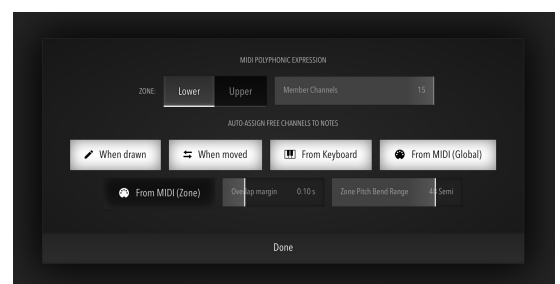 MIDI POLYPHONIC EXPRESSION
ZONE: Lower Upper Member Channels 15
AUTO-ASSIGN FREE CHANNELS TO NOTES
When drawn When moved From Keyboard From MIDI (Global)
From MIDI (Zone) Overlap margin 0.10 s Zone Pitch Bend Range 48 Semi
Done